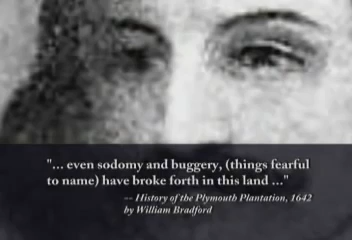 "... even sodomy and buggery, (things fearful
to name) have broke forth in this land ..."
-- History of the Plymouth Plantation, 1642
by William Bradford